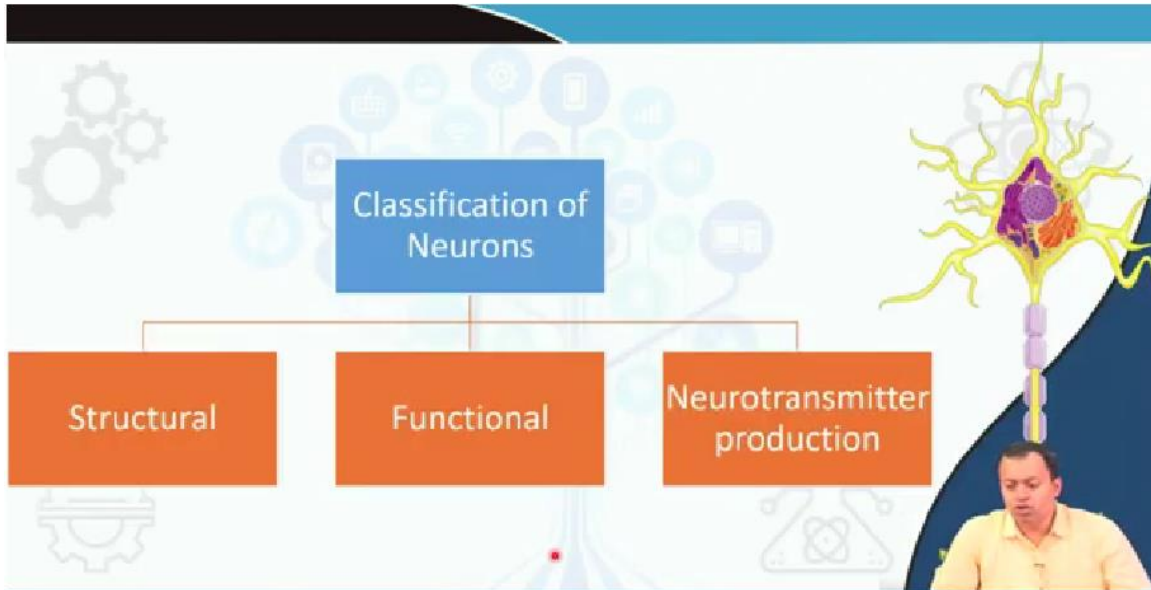 Classification of
Neurons
Structural
Functional
Neurotransmitter
production